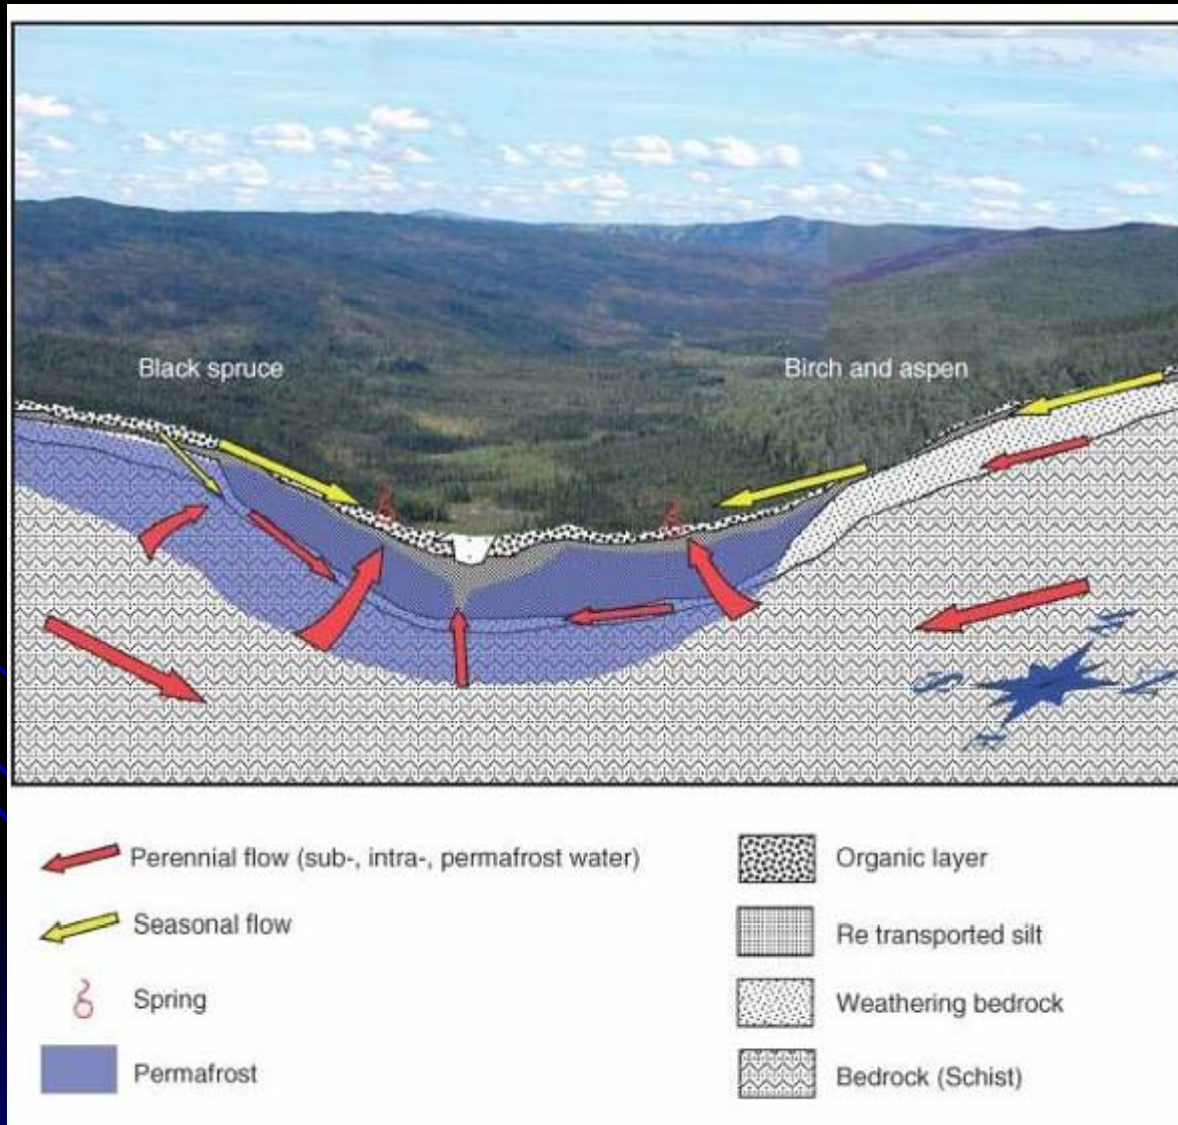 Black spruce
Birch and aspen
S
Perennial flow (sub-, intra-, permafrost water)
Seasonal flow
Spring
Permafrost
Organic layer
Re transported silt
Weathering bedrock
Bedrock (Schist)